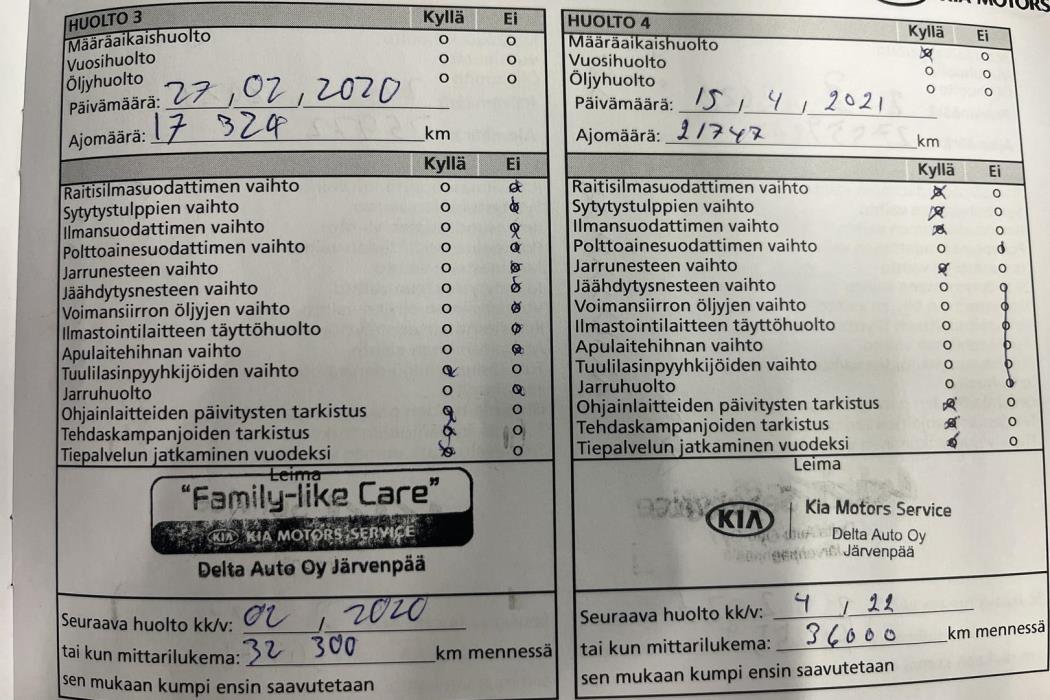 HUOLTO 3 Kyllä Ei
Määräaikaishuolto o o
Vuosihuolto o o
Öljyhuolto o o
Päivämäärä: 27, 02, 2020
Ajomäärä: 17 324 km
Kyllä Ei
Raitisilmasuodattimen vaihto
Sytytystulppien vaihto
Ilmansuodattimen vaihto
Polttoainesuodattimen vaihto
Jarrunesteen vaihto
Jäähdytysnesteen vaihto
Voimansiirron öljyjen vaihto
Ilmastointilaitteen täyttöhuolto
Apulaitehihnan vaihto
Tuulilasinpyyhkijöiden vaihto
Jarruhuolto
Ohjainlaitteiden päivitysten tarkistus
Tehdaskampanjoiden tarkistus
Tiepalvelun jatkaminen vuodeksi
Leima
"Family-like Care"
KIA KIA MOTORS SERVICE
Delta Auto Oy Järvenpää
Seuraava huolto kk/v: 02, 2020
tai kun mittarilukema: 32 300 km mennessä
sen mukaan kumpi ensin saavutetaan
KIA MOTORS
HUOLTO 4 Kyllä Ei
Määräaikaishuolto
Vuosihuolto
Öljyhuolto
Päivämäärä: 15, 4, 2021
Ajomäärä: 21747 km
Kyllä Ei
Raitisilmasuodattimen vaihto
Sytytystulppien vaihto
Ilmansuodattimen vaihto
Polttoainesuodattimen vaihto
Jarrunesteen vaihto
Jäähdytysnesteen vaihto
Voimansiirron öljyjen vaihto
Ilmastointilaitteen täyttöhuolto
Apulaitehihnan vaihto
Tuulilasinpyyhkijöiden vaihto
Jarruhuolto
Ohjainlaitteiden päivitysten tarkistus
Tehdaskampanjoiden tarkistus
Tiepalvelun jatkaminen vuodeksi
Leima
KIA Kia Motors Service
Delta Auto Oy
Järvenpää
Seuraava huolto kk/v: 4, 22
tai kun mittarilukema: 36000 km mennessä
sen mukaan kumpi ensin saavutetaan